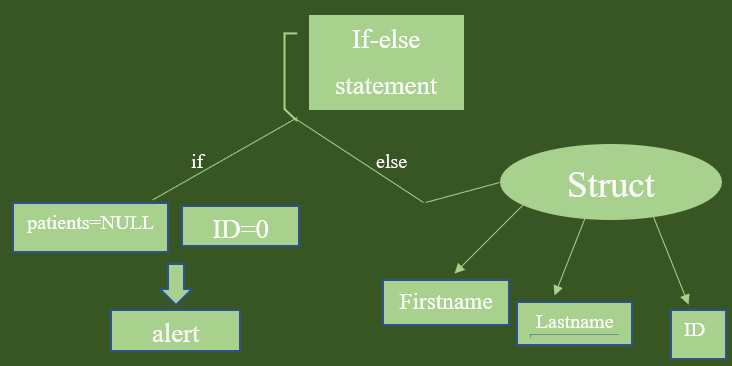 If-else
statement
if
else
Struct
patients=NULL
ID=0
Firstname
Lastname
ID
alert